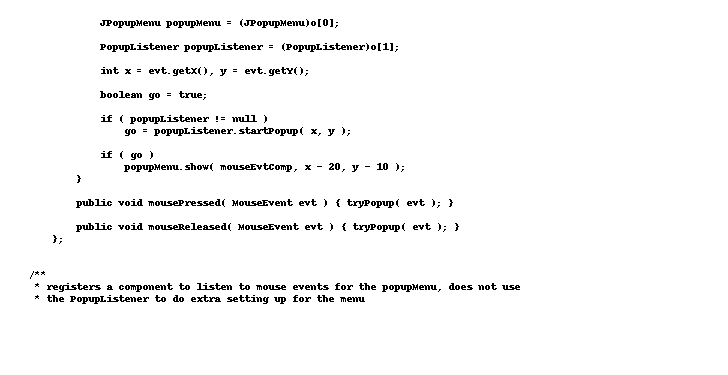 JPopupMenu popupMenu = (JPopupMenu)o[0];
PopupListener popupListener = (PopupListener)o[1];
int x = evt.getX(), y = evt.getY();
boolean go = true;
if ( popupListener != null )
go = popupListener.startPopup( x, y );
if ( go )
popupMenu.show( mouseEvtComp, x - 20, y - 10 );
}
public void mousePressed( MouseEvent evt ) { tryPopup( evt ); }
public void mouseReleased( MouseEvent evt ) { tryPopup( evt ); }
};
/**
* registers a component to listen to mouse events for the popupMenu, does not use
* the PopupListener to do extra setting up for the menu